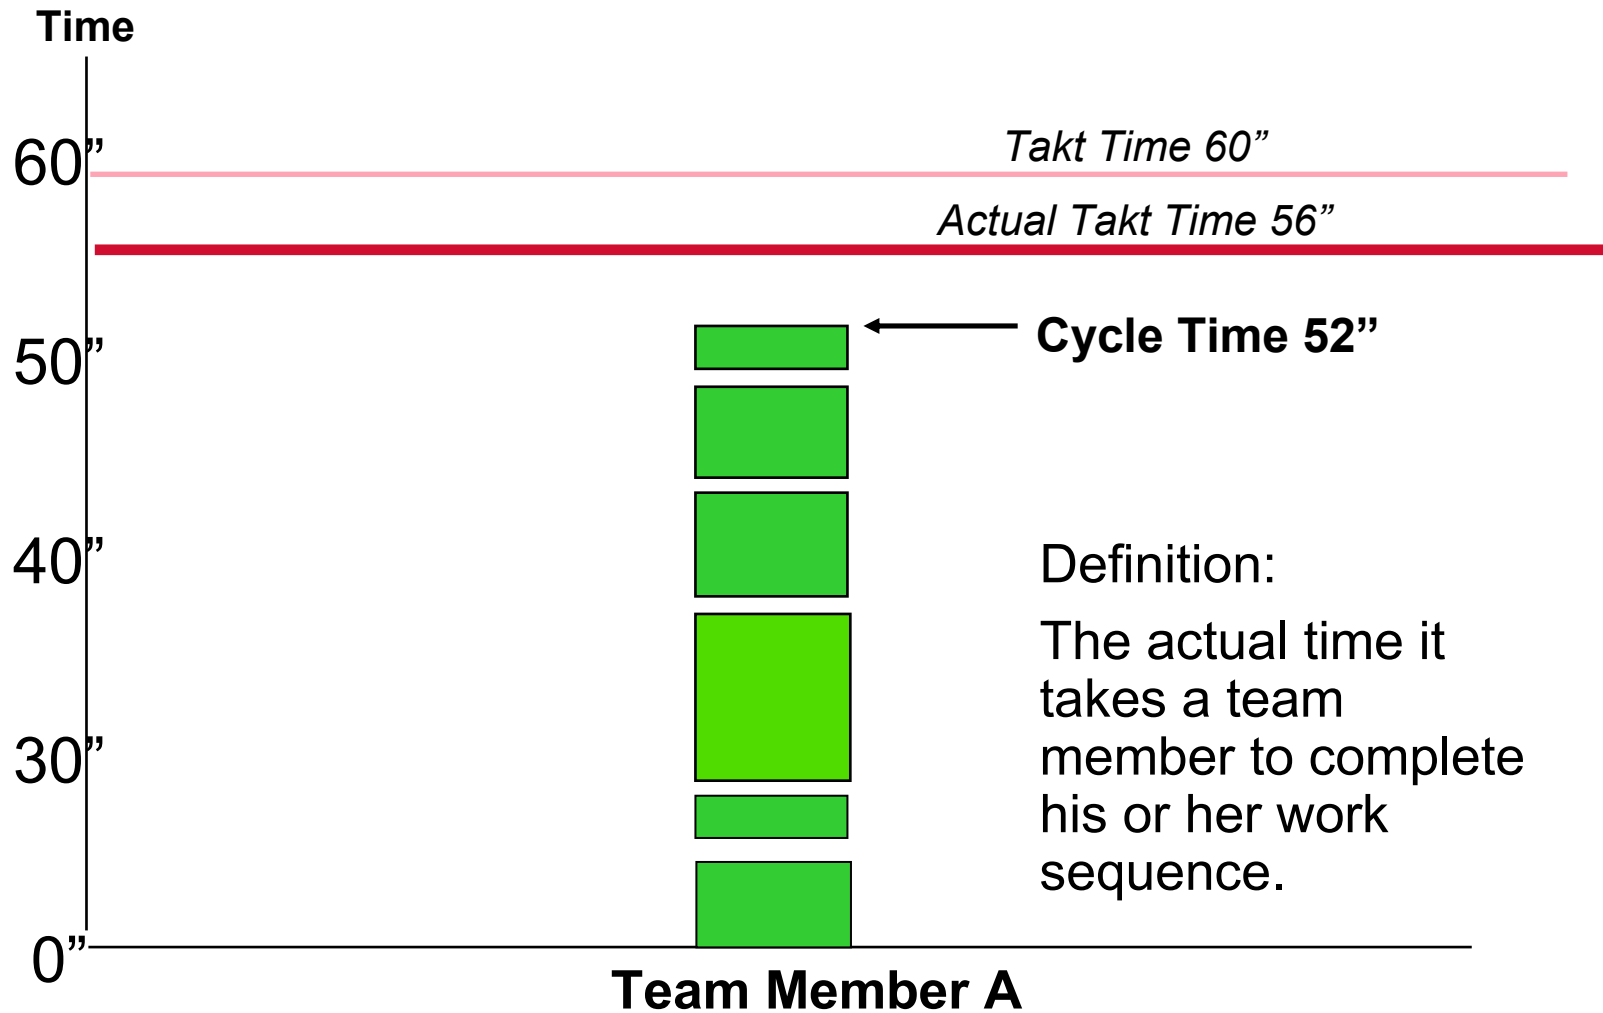 Time
60”
Takt Time 60”
Actual Takt Time 56”
50”
Cycle Time 52”
40”
Definition:
The actual time it
takes a team
member to complete
his or her work
sequence.
30”
0”
Team Member A